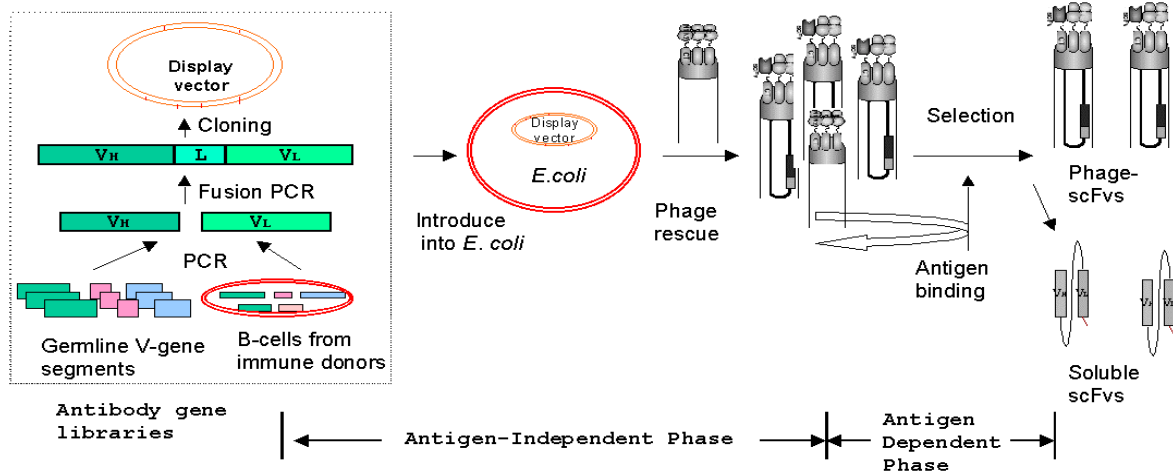 Display
vector
Cloning
VH L VL
Fusion PCR
VH VL
PCR
Germline V-gene
segments
B-cells from
immune donors
Display
vector
E.coli
Introduce
into E. coli
Phage
rescue
Selection
Antigen
binding
Phage-
scFvs
VH VL
Soluble
scFvs
Antibody gene
libraries
Antigen-Independent Phase
Antigen
Dependent
Phase